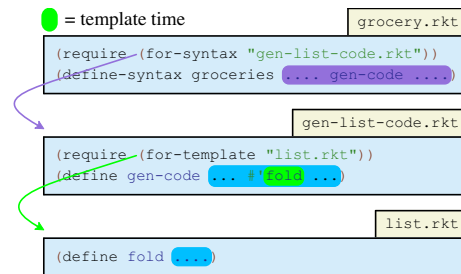 = template time
grocery.rkt
(require (for-syntax "gen-list-code.rkt"))
(define-syntax groceries .... gen-code ....)
gen-list-code.rkt
(require (for-template "list.rkt"))
(define gen-code ... #'fold ...)
list.rkt
(define fold ....)